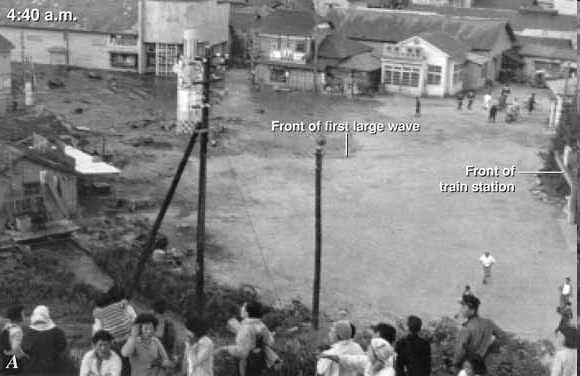 4:40 a.m.
Front of first large wave
Front of
train station
A